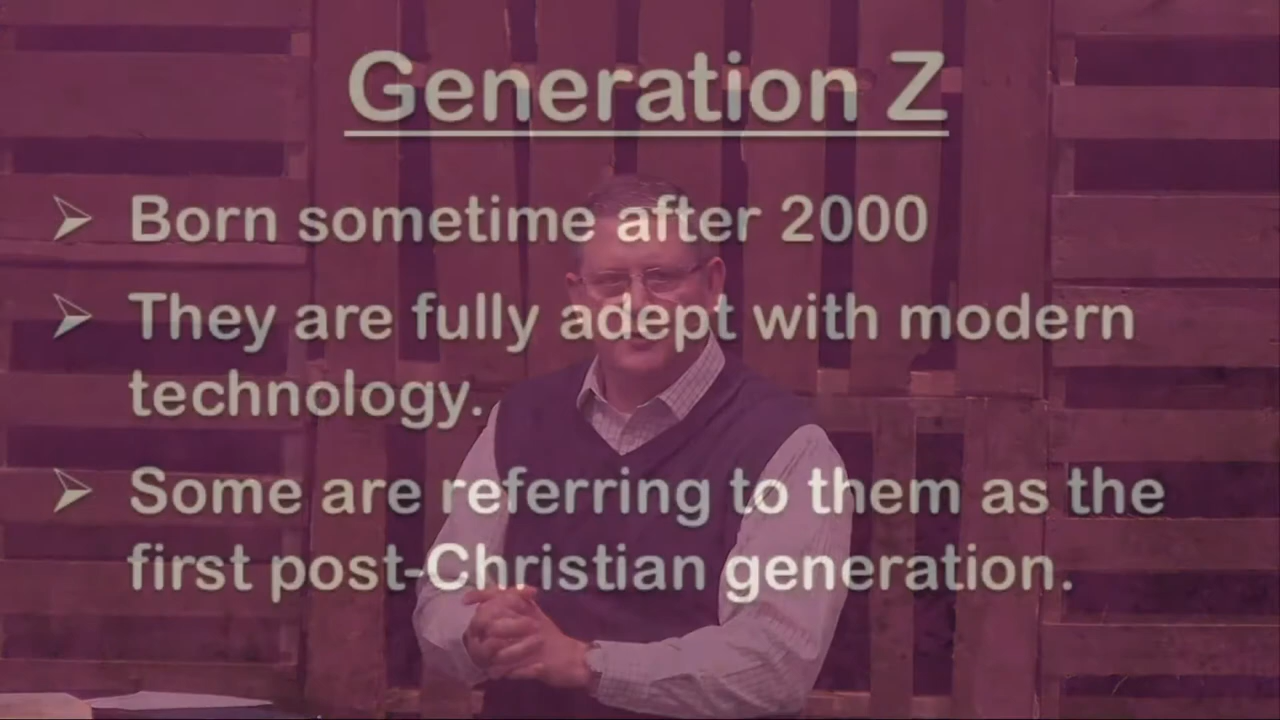 Generation Z
Born sometime after 2000
They are fully adept with modern
technology.
Some are referring to them as the
first post-Christian generation.